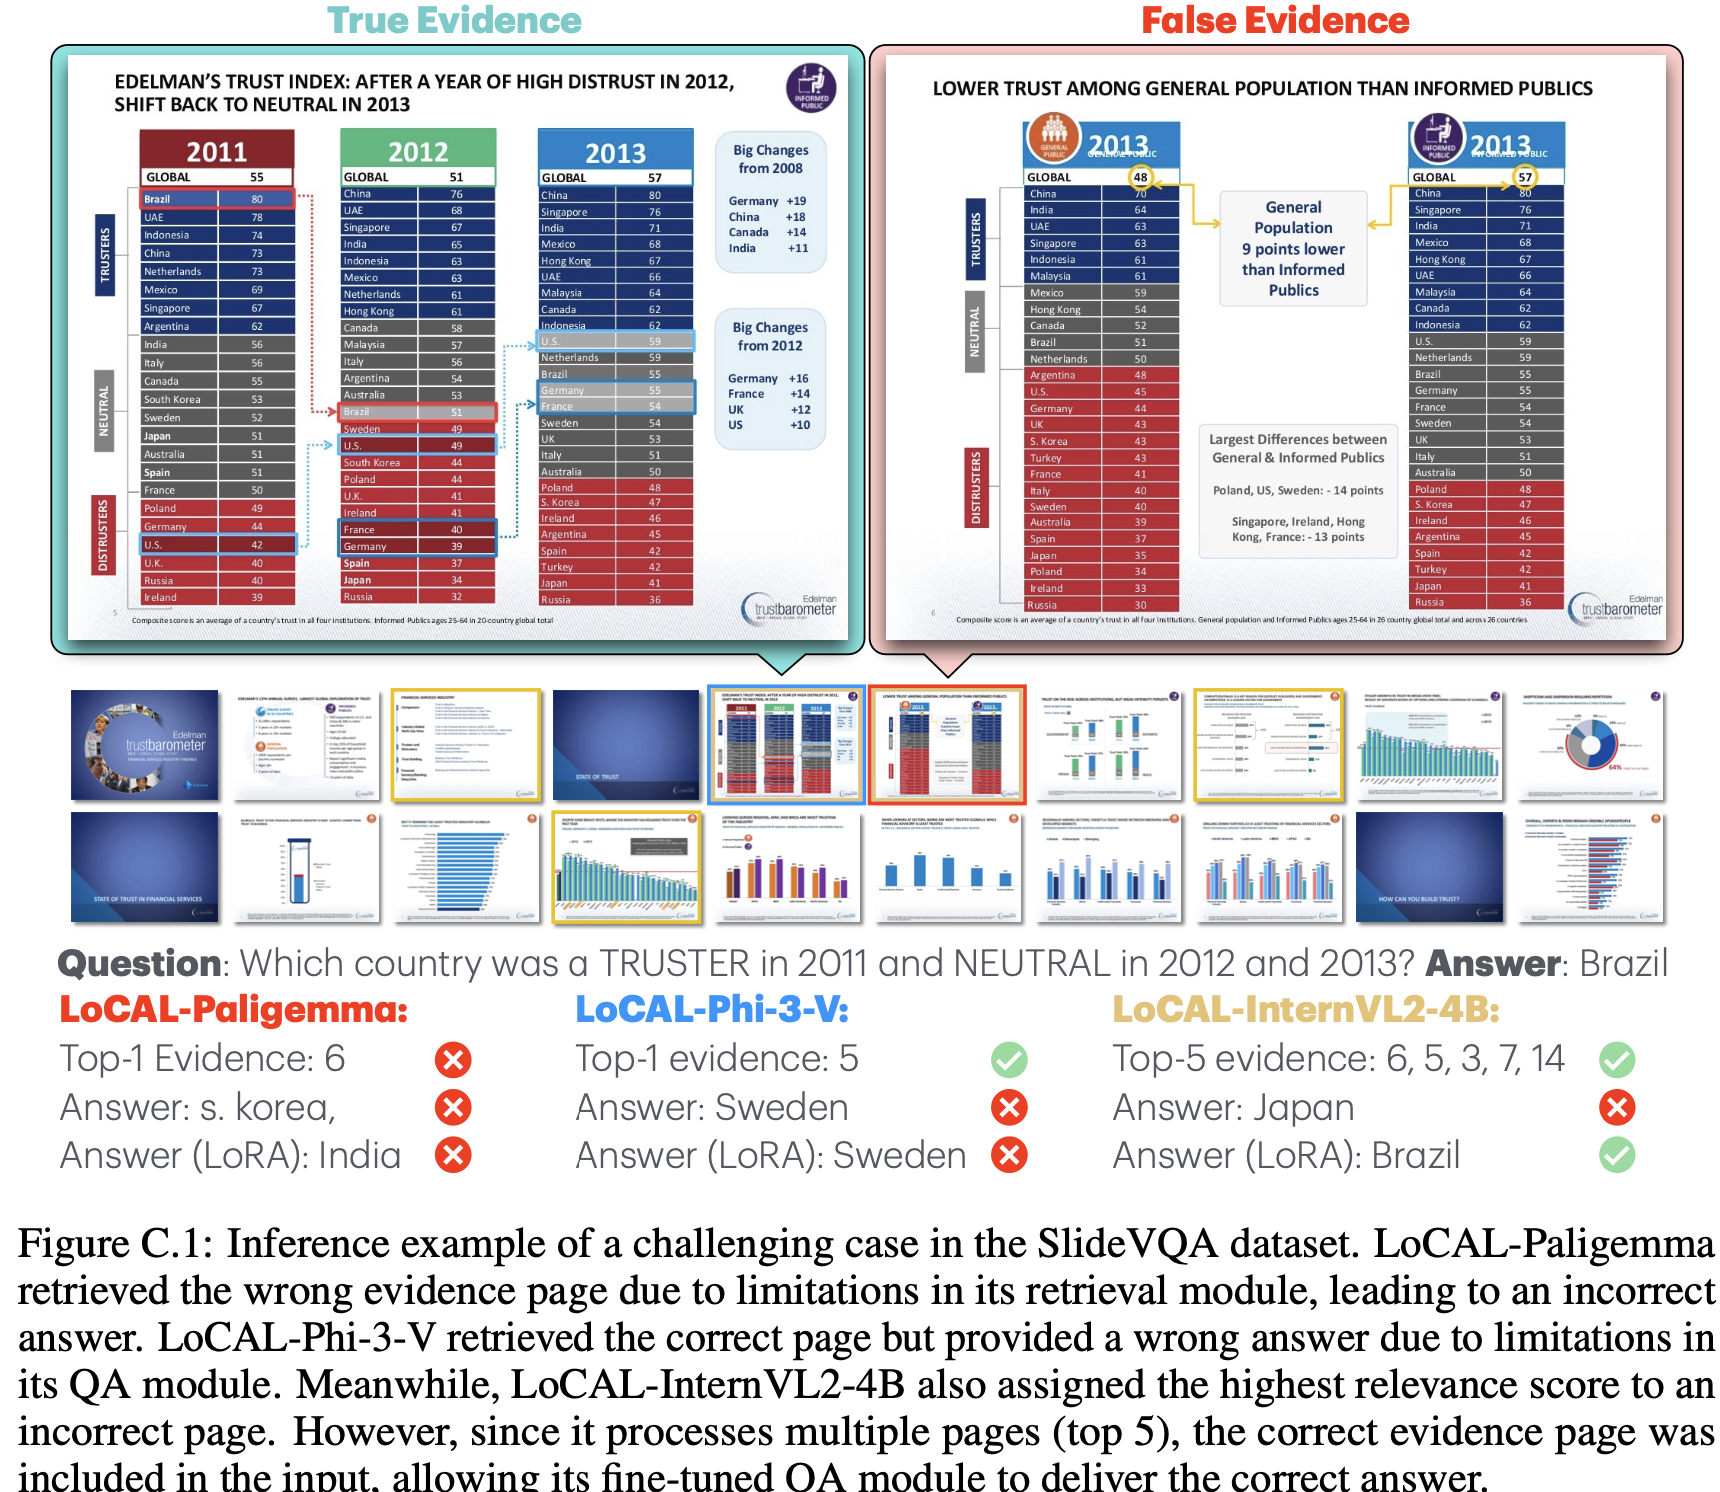 True Evidence
False Evidence
EDELMAN'S TRUST INDEX: AFTER A YEAR OF HIGH DISTRUST IN 2012,
SHIFT BACK TO NEUTRAL IN 2013
INFORMED
PUBLIC
TRUSTERS
NEUTRAL
DISTRUSTERS
2011
GLOBAL 55
Brazil 80
UAE 78
Indonesia 74
China 73
Netherlands 73
Mexico 69
Singapore 67
Argentina 62
India 56
Italy 56
Canada 55
South Korea 53
Sweden 52
Japan 51
Australia 51
Spain 51
France 50
Poland 49
Germany 44
U.S. 42
U.K. 40
Russia 40
Ireland 39
2012
GLOBAL 51
China 76
UAE 68
Singapore 67
India 65
Indonesia 63
Mexico 63
Netherlands 61
Hong Kong 61
Canada 58
Malaysia 57
Italy 56
Argentina 54
Australia 53
Brazil 51
Sweden 49
U.S. 49
South Korea 44
Poland 44
U.K. 41
Ireland 41
France 40
Germany 39
Spain 37
Japan 34
Russia 32
2013
GLOBAL 57
China 80
Singapore 76
India 71
Mexico 68
Hong Kong 67
UAE 66
Malaysia 64
Canada 62
Indonesia 62
U.S. 59
Netherlands 59
Brazil 55
Germany 55
France 54
Sweden 54
UK 53
Italy 51
Australia 50
Poland 48
S. Korea 47
Ireland 46
Argentina 45
Spain 42
Turkey 42
Japan 41
Russia 36
Big Changes
from 2008
Germany +19
China +18
Canada +14
India +11
Big Changes
from 2012
Germany +16
France +14
UK +12
US +10
5
Composite score is an average of a country's trust in all four institutions. Informed Publics ages 25-64 in 20-country global total
Edelman
trustbarometer
LOWER TRUST AMONG GENERAL POPULATION THAN INFORMED PUBLICS
TRUSTERS
NEUTRAL
DISTRUSTERS
GENERAL
PUBLIC
2013
GENERAL PUBLIC
GLOBAL 48
China 70
India 64
UAE 63
Singapore 63
Indonesia 61
Malaysia 61
Mexico 59
Hong Kong 54
Canada 52
Brazil 51
Netherlands 50
Argentina 48
U.S. 45
Germany 44
UK 43
S. Korea 43
Turkey 43
France 41
Italy 40
Sweden 40
Australia 39
Spain 37
Japan 35
Poland 34
Ireland 33
Russia 30
General
Population
9 points lower
than Informed
Publics
Largest Differences between
General & Informed Publics
Poland, US, Sweden: - 14 points
Singapore, Ireland, Hong
Kong, France: - 13 points
INFORMED
PUBLIC
2013
INFORMED PUBLIC
GLOBAL 57
China 80
Singapore 76
India 71
Mexico 68
Hong Kong 67
UAE 66
Malaysia 64
Canada 62
Indonesia 62
U.S. 59
Netherlands 59
Brazil 55
Germany 55
France 54
Sweden 54
UK 53
Italy 51
Australia 50
Poland 48
S. Korea 47
Ireland 46
Argentina 45
Spain 42
Turkey 42
Japan 41
Russia 36
6
Composite score is an average of a country's trust in all four institutions. General population and Informed Publics ages 25-64 in 26 country global total and across 26 countries
Edelman
trustbarometer
Edelman
trustbarometer
FINANCIAL SERVICES INDUSTRY
STATE OF TRUST
64%
STATE OF TRUST IN FINANCIAL SERVICES
HOW CAN YOU BUILD TRUST?
Question: Which country was a TRUSTER in 2011 and NEUTRAL in 2012 and 2013? Answer: Brazil
LoCAL-Paligemma:
Top-1 Evidence: 6
Answer: s. korea,
Answer (LoRA): India
LoCAL-Phi-3-V:
Top-1 evidence: 5
Answer: Sweden
Answer (LoRA): Sweden
LoCAL-InternVL2-4B:
Top-5 evidence: 6, 5, 3, 7, 14
Answer: Japan
Answer (LoRA): Brazil
Figure C.1: Inference example of a challenging case in the SlideVQA dataset. LoCAL-Paligemma
retrieved the wrong evidence page due to limitations in its retrieval module, leading to an incorrect
answer. LoCAL-Phi-3-V retrieved the correct page but provided a wrong answer due to limitations in
its QA module. Meanwhile, LoCAL-InternVL2-4B also assigned the highest relevance score to an
incorrect page. However, since it processes multiple pages (top 5), the correct evidence page was
included in the input, allowing its fine-tuned QA module to deliver the correct answer.